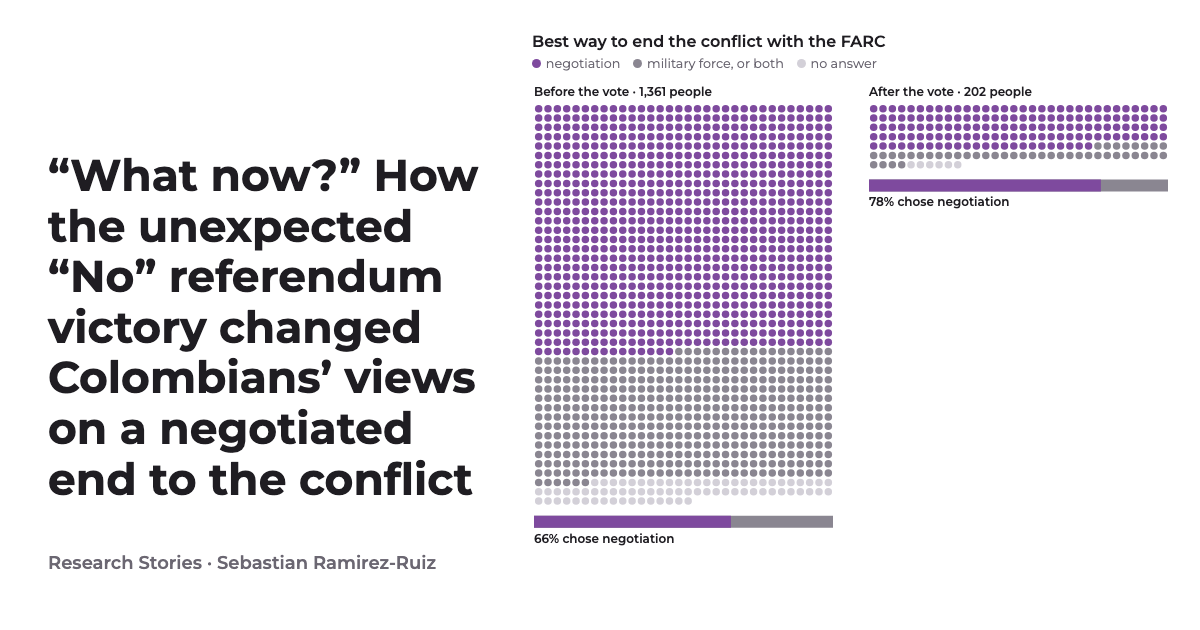 “What now?” How
the unexpected
“No” referendum
victory changed
Colombians’ views
on a negotiated
end to the conflict
Research Stories · Sebastian Ramirez-Ruiz
Best way to end the conflict with the FARC
negotiation military force, or both no answer
Before the vote · 1,361 people
66% chose negotiation
After the vote · 202 people
78% chose negotiation